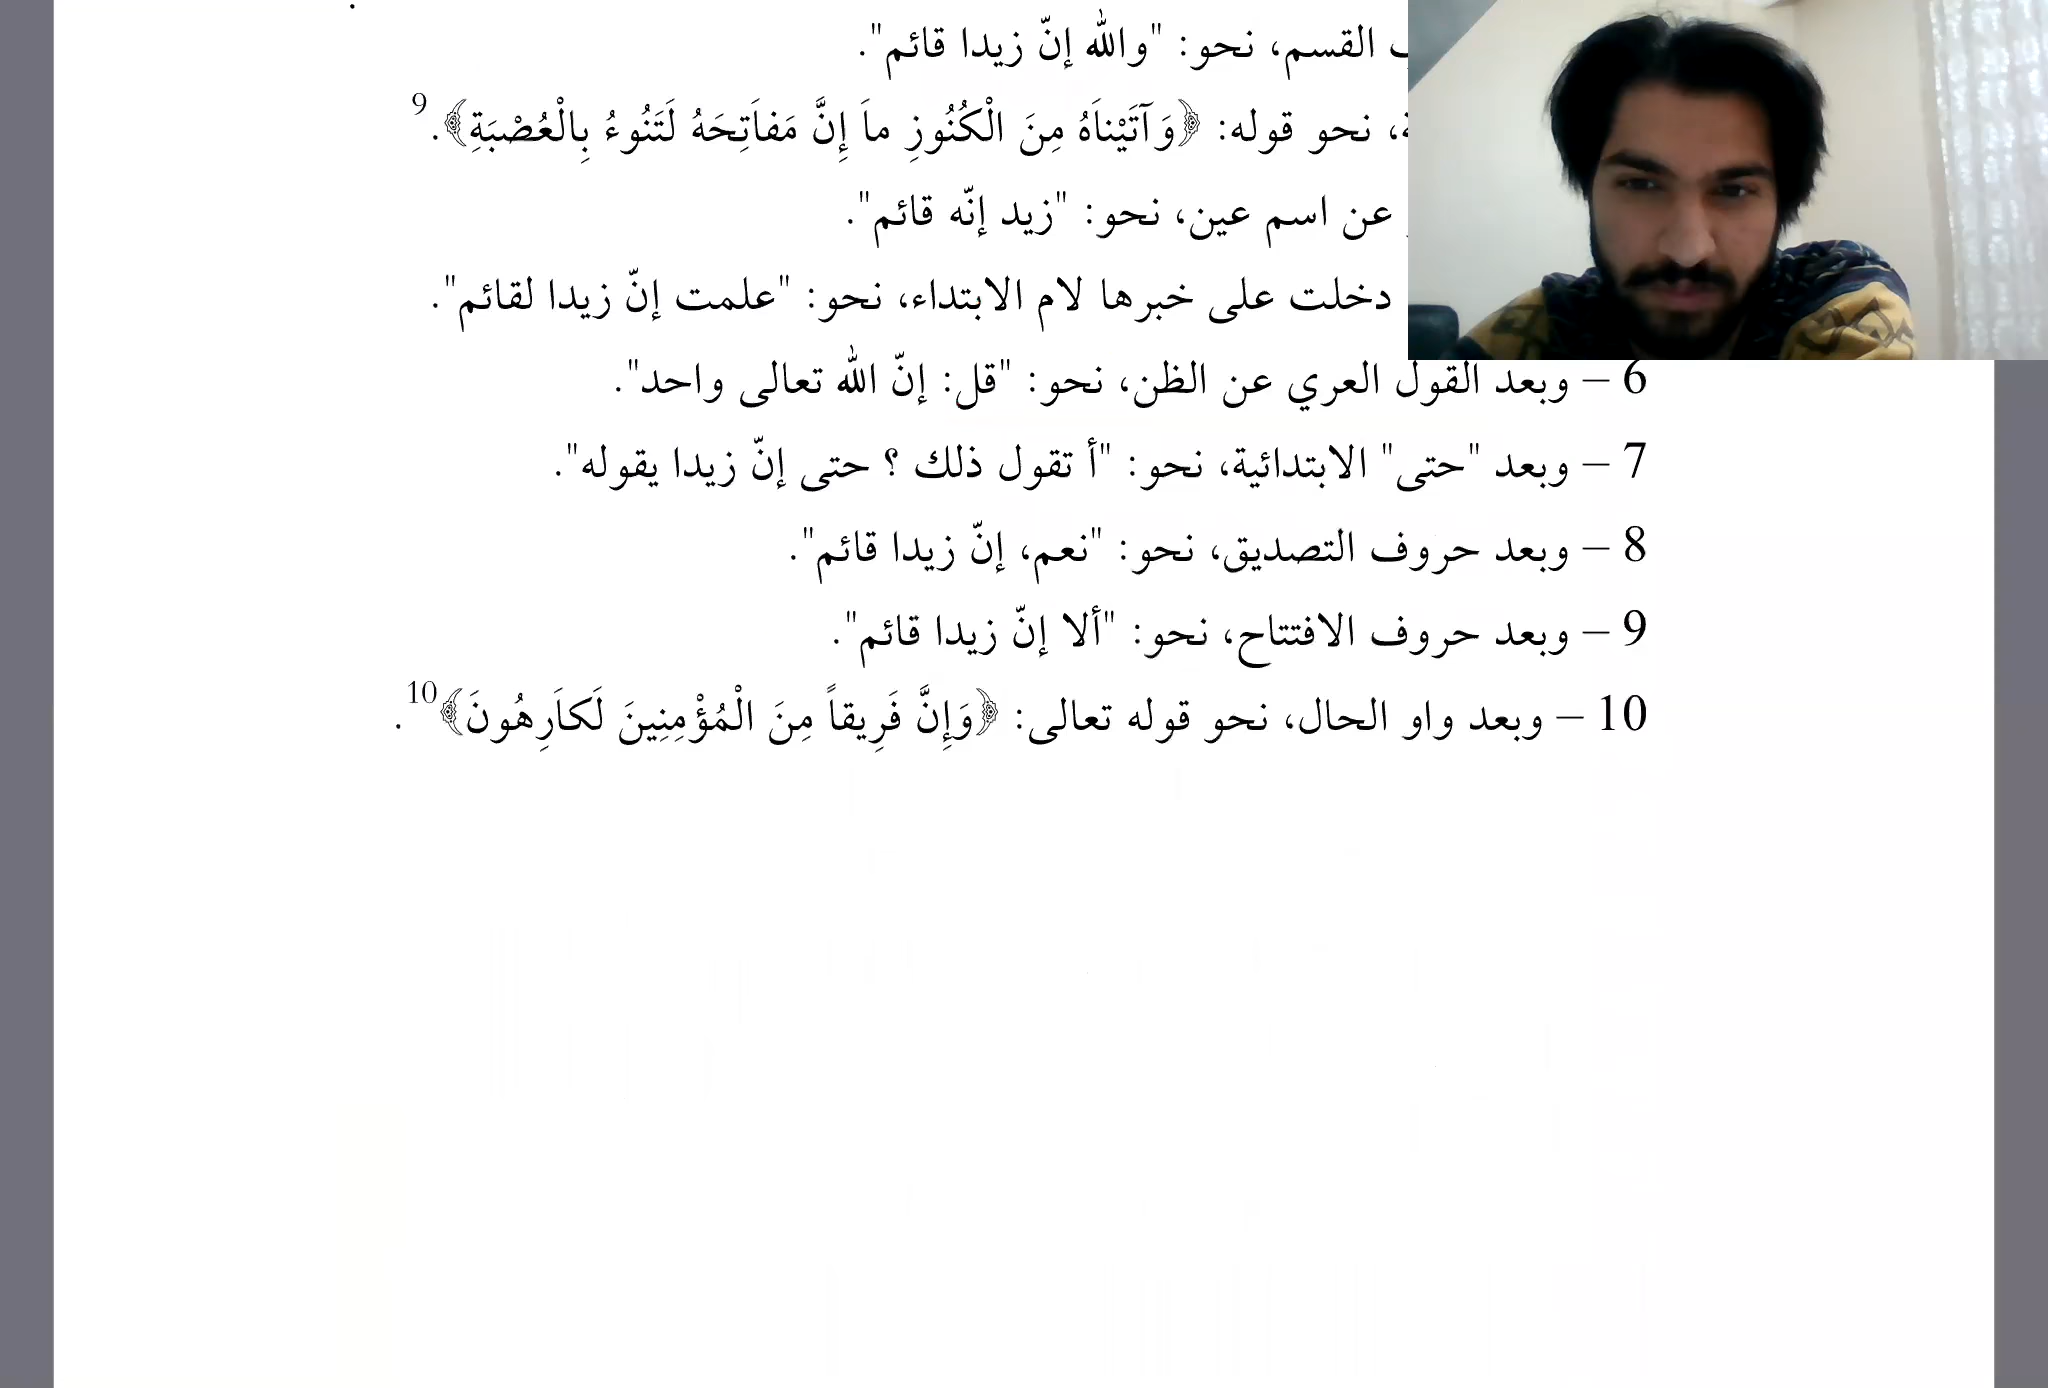 القسم، نحو: "والله إنّ زيدا قائم".
نحو قوله: ﴿وَآتَيْنَاَهُ مِنَ الْكُنُوزِ ماَ إِنَّ مَفاَتِحَهُ لَتَنُوءُ بِالْعُصْبَةِ﴾.9
عن اسم عين، نحو: "زيد إنّه قائم".
دخلت على خبرها لام الابتداء، نحو: "علمت إنّ زيدا لقائم".
6 – وبعد القول العري عن الظن، نحو: "قل: إنّ الله تعالى واحد".
7 – وبعد "حتى" الابتدائية، نحو: "أ تقول ذلك ؟ حتى إنّ زيدا يقوله".
8 – وبعد حروف التصديق، نحو: "نعم، إنّ زيدا قائم".
9 – وبعد حروف الافتتاح، نحو: "ألا إنّ زيدا قائم".
10 – وبعد واو الحال، نحو قوله تعالى: ﴿وَإِنَّ فَرِيقاً مِنَ الْمُؤْمِنِينَ لَكاَرِهُونَ﴾10.